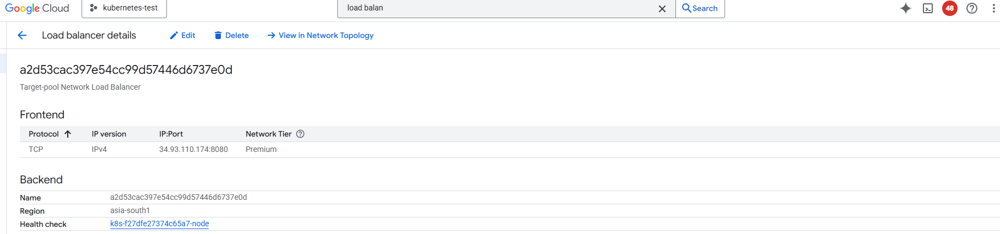 Google Cloud kubernetes-test load balan Search 48
Load balancer details Edit Delete View in Network Topology
a2d53cac397e54cc99d57446d6737e0d
Target-pool Network Load Balancer
Frontend
Protocol IP version IP:Port Network Tier
TCP IPv4 34.93.110.174:8080 Premium
Backend
Name a2d53cac397e54cc99d57446d6737e0d
Region asia-south1
Health check k8s-f27dfe27374c65a7-node